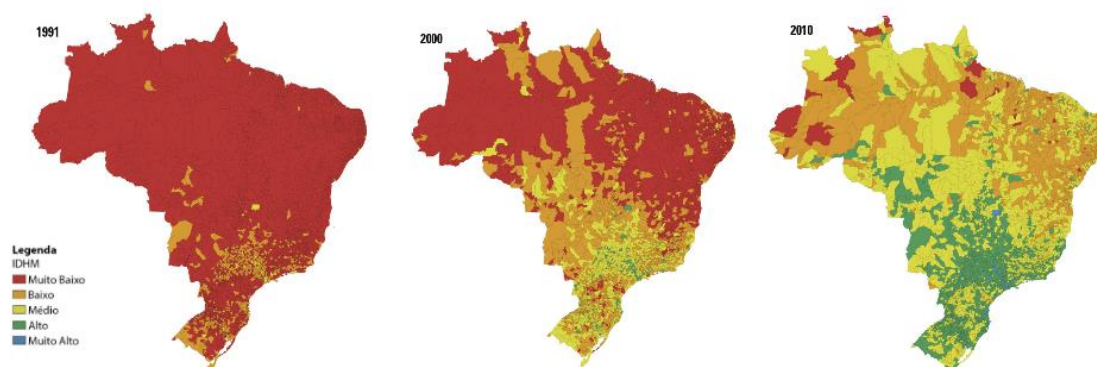 1991
2000
2010
Legenda
IDHM
Muito Baixo
Baixo
Médio
Alto
Muito Alto